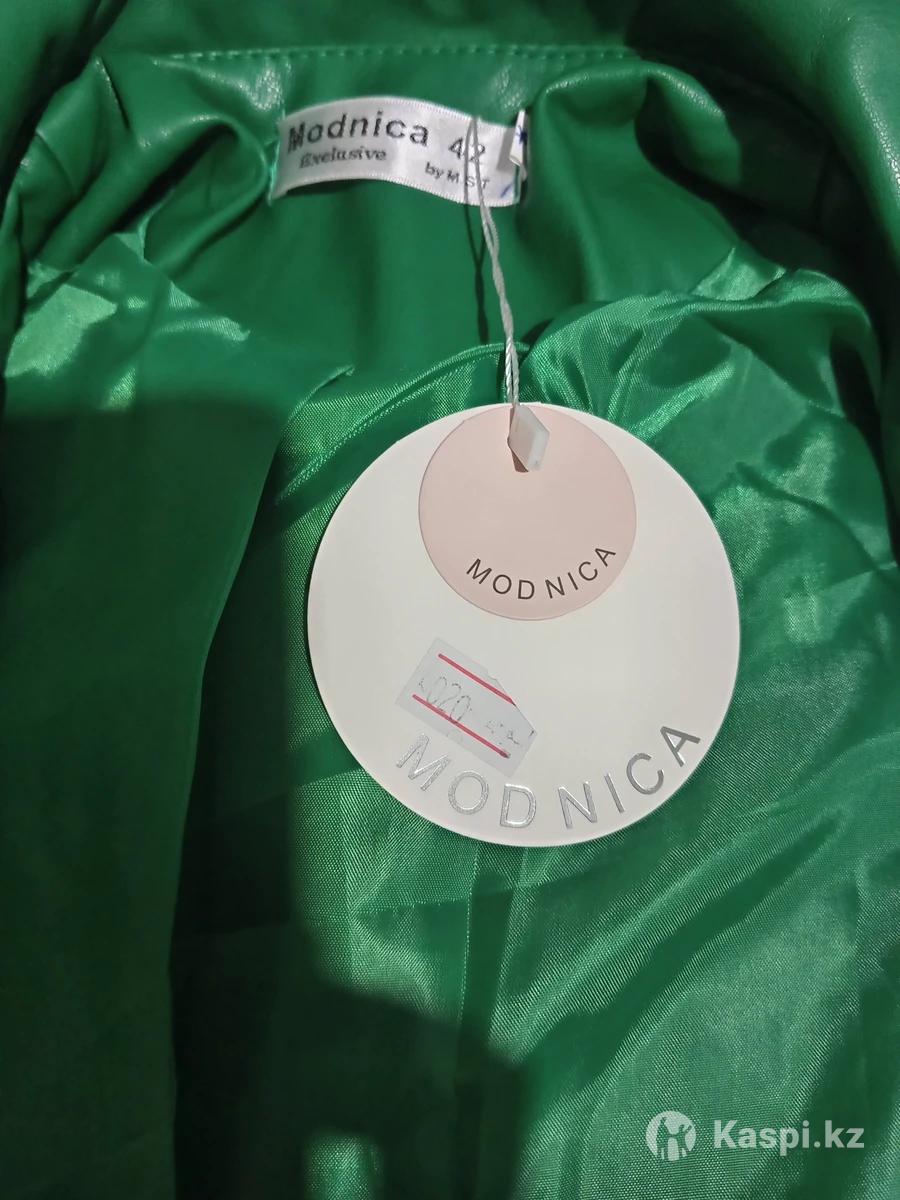 Modnica 42
Exclusive
by M.S.T
MODNICA
MODNICA
Kaspi.kz